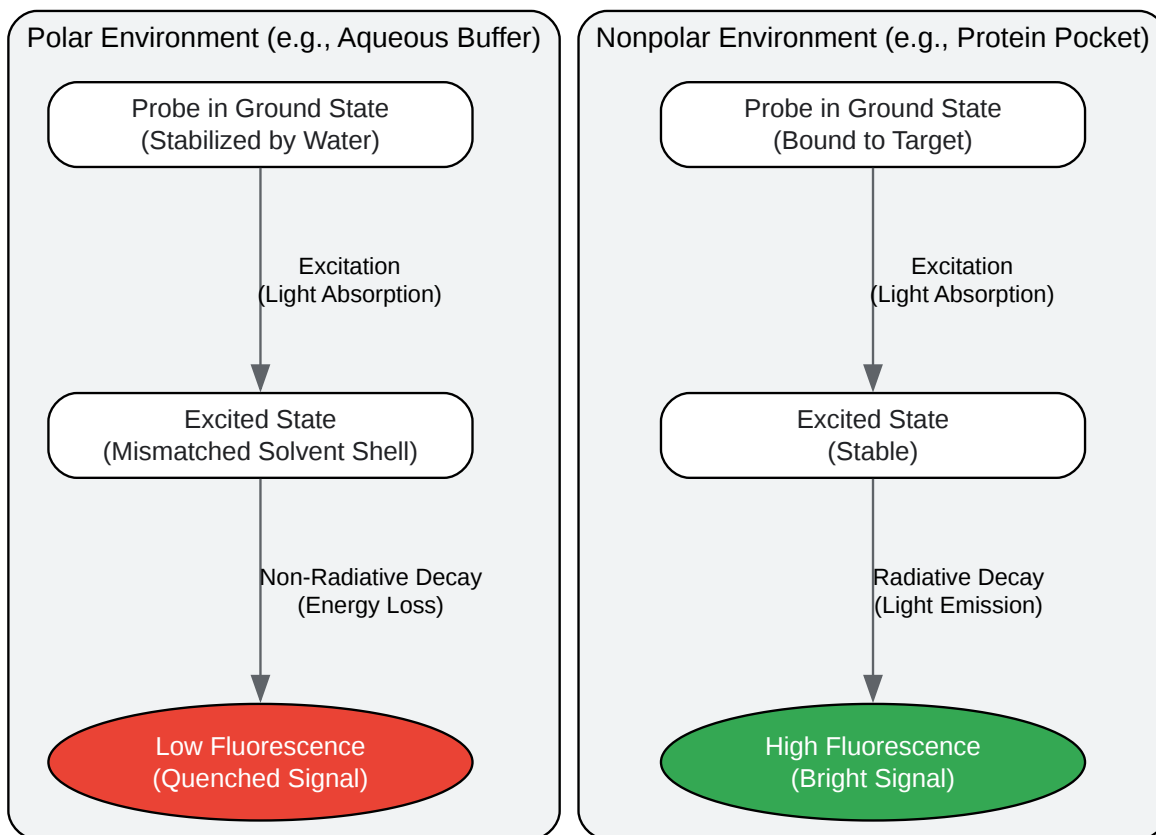 Polar Environment (e.g., Aqueous Buffer)
Probe in Ground State
(Stabilized by Water)
Excitation
(Light Absorption)
Excited State
(Mismatched Solvent Shell)
Non-Radiative Decay
(Energy Loss)
Low Fluorescence
(Quenched Signal)
Nonpolar Environment (e.g., Protein Pocket)
Probe in Ground State
(Bound to Target)
Excitation
(Light Absorption)
Excited State
(Stable)
Radiative Decay
(Light Emission)
High Fluorescence
(Bright Signal)